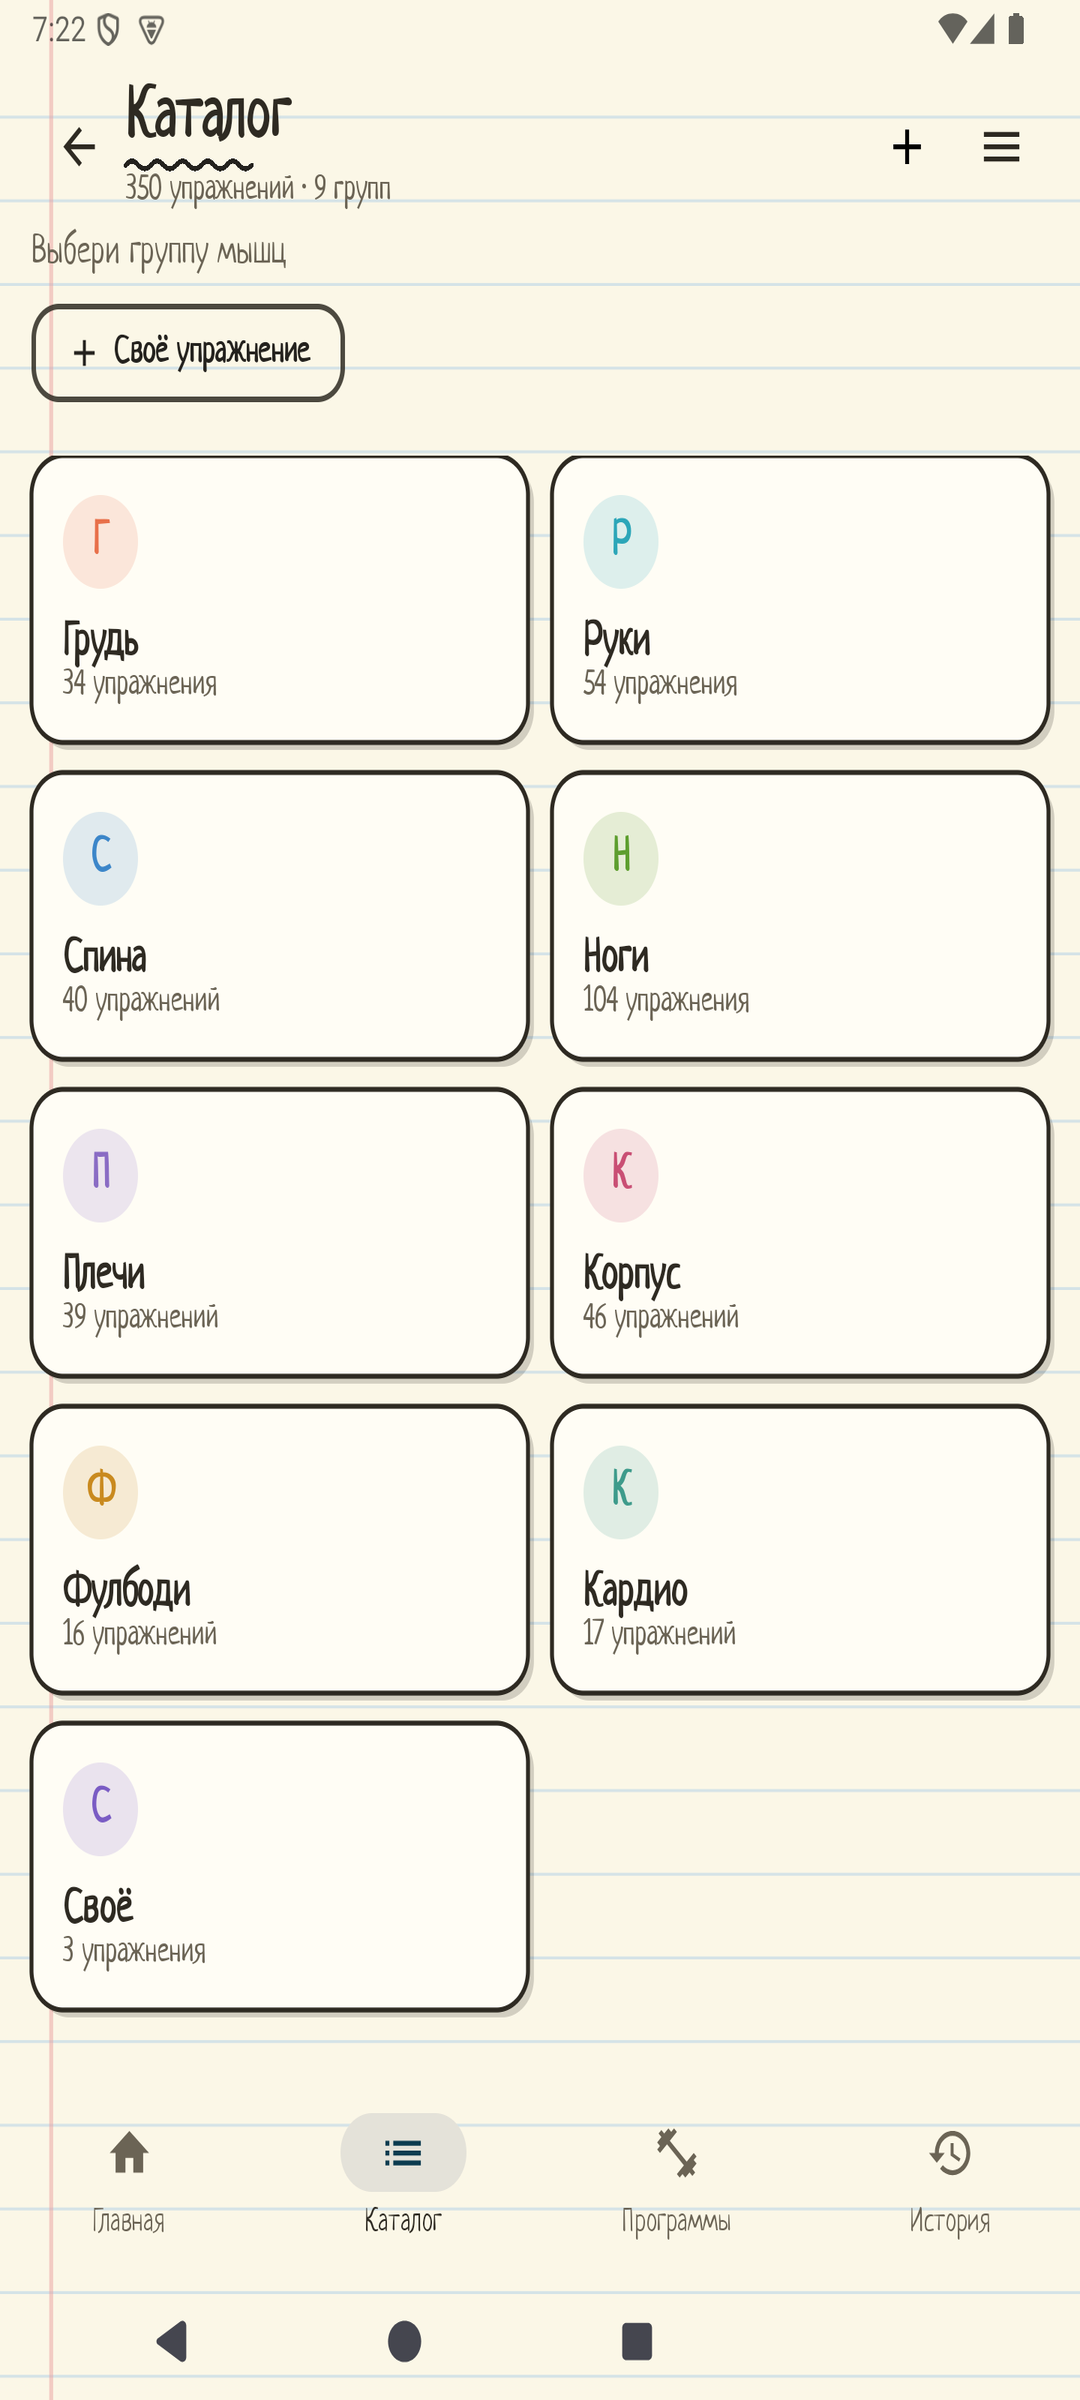 7:22
Каталог
350 упражнений • 9 групп
Выбери группу мышц
+ Своё упражнение
Г
Грудь
34 упражнения
Р
Руки
54 упражнения
С
Спина
40 упражнений
Н
Ноги
104 упражнения
П
Плечи
39 упражнений
К
Корпус
46 упражнений
Ф
Фулбоди
16 упражнений
К
Кардио
17 упражнений
С
Своё
3 упражнения
Главная
Каталог
Программы
История